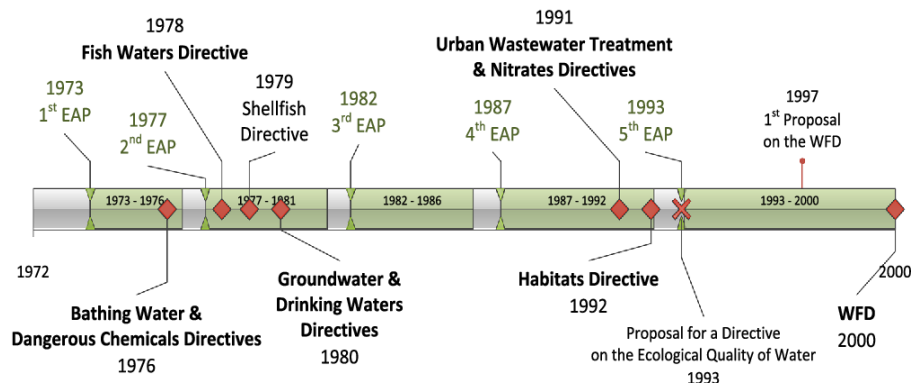 1978
Fish Waters Directive
1991
Urban Wastewater Treatment
& Nitrates Directives
1973
1st EAP
1977
2nd EAP
1979
Shellfish
Directive
1982
3rd EAP
1987
4th EAP
1993
5th EAP
1997
1st Proposal
on the WFD
1973 - 1976
1977 - 1981
1982 - 1986
1987 - 1992
1993 - 2000
1972
2000
Bathing Water &
Dangerous Chemicals Directives
1976
Groundwater &
Drinking Waters
Directives
1980
Habitats Directive
1992
Proposal for a Directive
on the Ecological Quality of Water
1993
WFD
2000